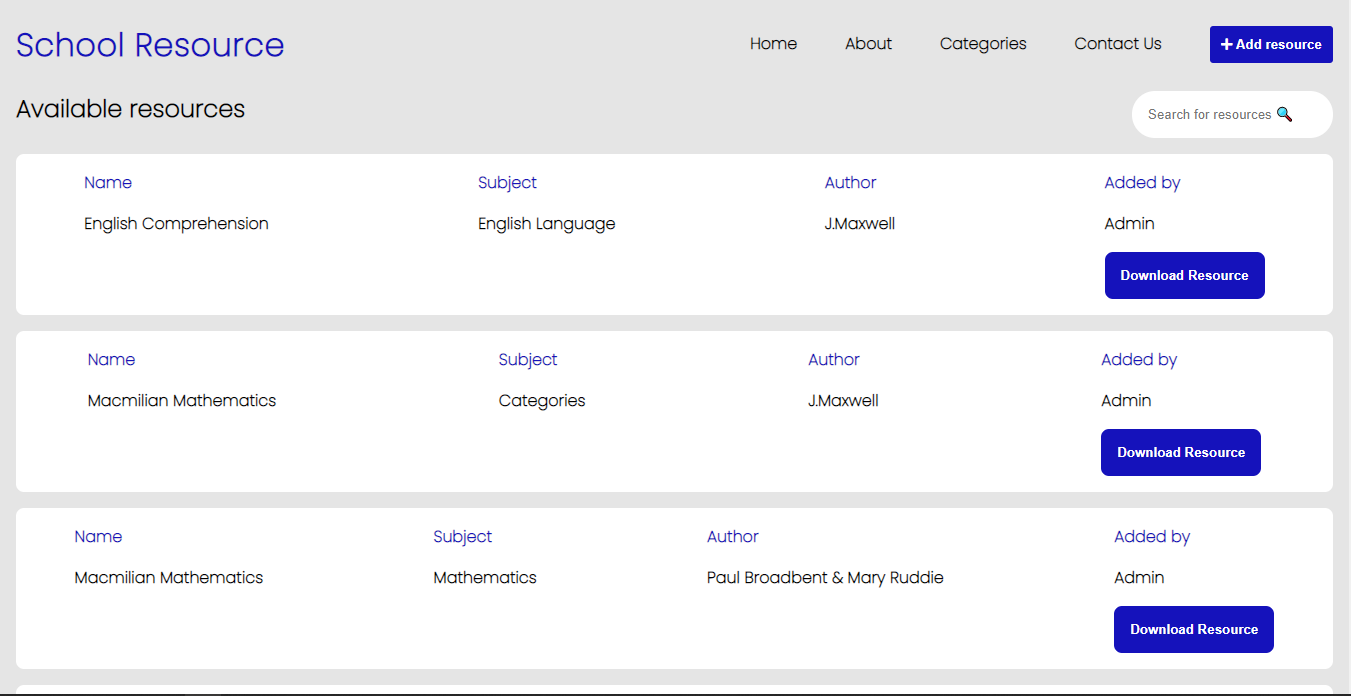 School Resource
Home About Categories Contact Us + Add resource
Available resources
Search for resources
Name Subject Author Added by
English Comprehension English Language J.Maxwell Admin
Download Resource
Name Subject Author Added by
Macmilian Mathematics Categories J.Maxwell Admin
Download Resource
Name Subject Author Added by
Macmilian Mathematics Mathematics Paul Broadbent & Mary Ruddie Admin
Download Resource